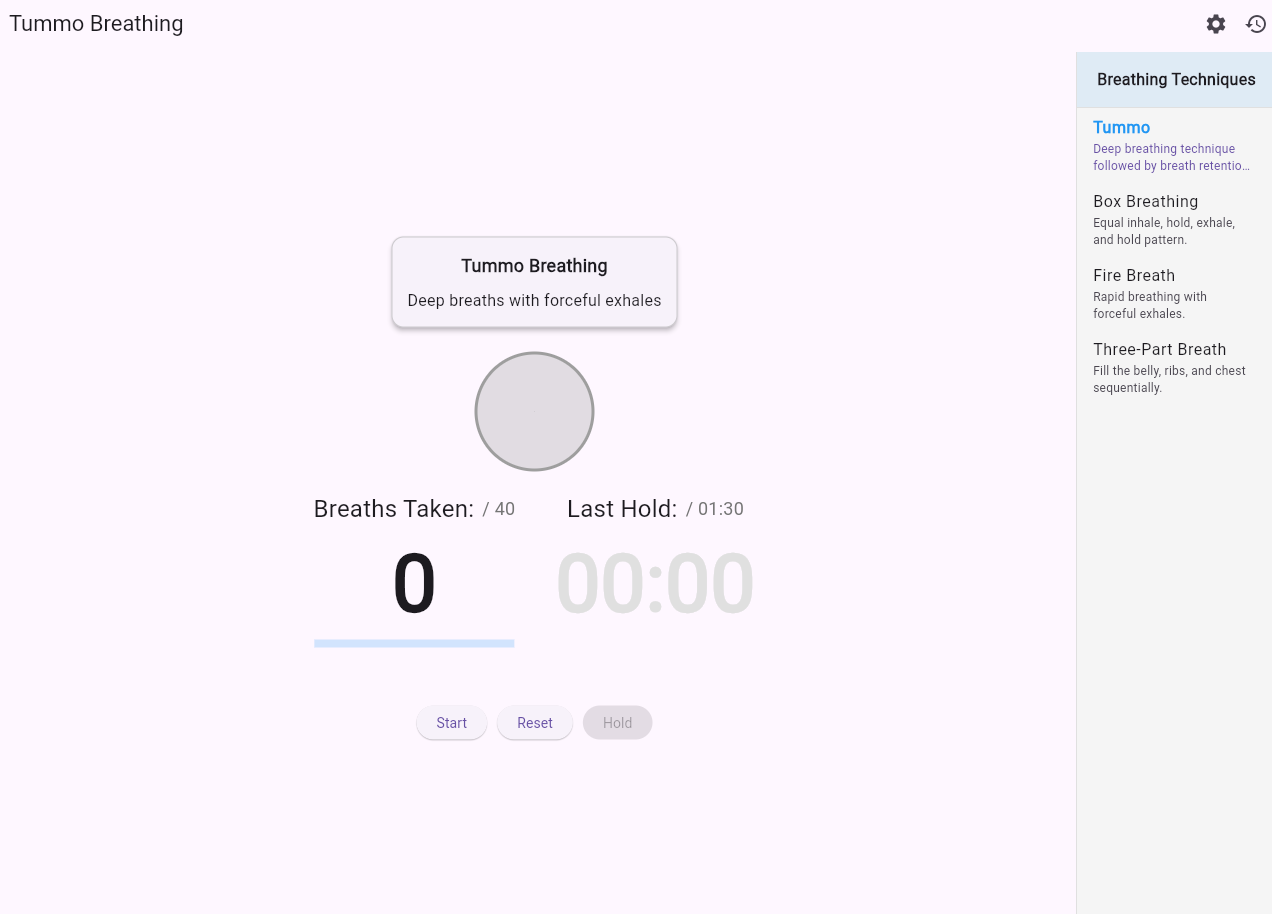 Tummo Breathing
Breathing Techniques
Tummo
Deep breathing technique
followed by breath retentio...
Box Breathing
Equal inhale, hold, exhale,
and hold pattern.
Fire Breath
Rapid breathing with
forceful exhales.
Three-Part Breath
Fill the belly, ribs, and chest
sequentially.
Tummo Breathing
Deep breaths with forceful exhales
Breaths Taken: / 40
0
Last Hold: / 01:30
00:00
Start Reset Hold